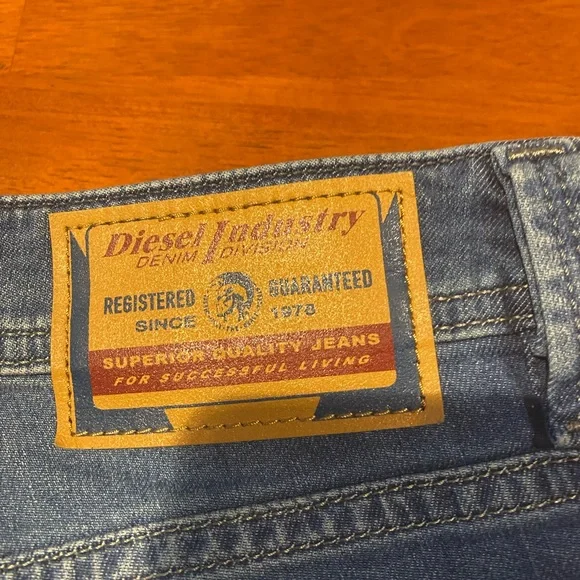 Diesel Industry
DENIM DIVISION
REGISTERED GUARANTEED
SINCE 1978
SUPERIOR QUALITY JEANS
FOR SUCCESSFUL LIVING